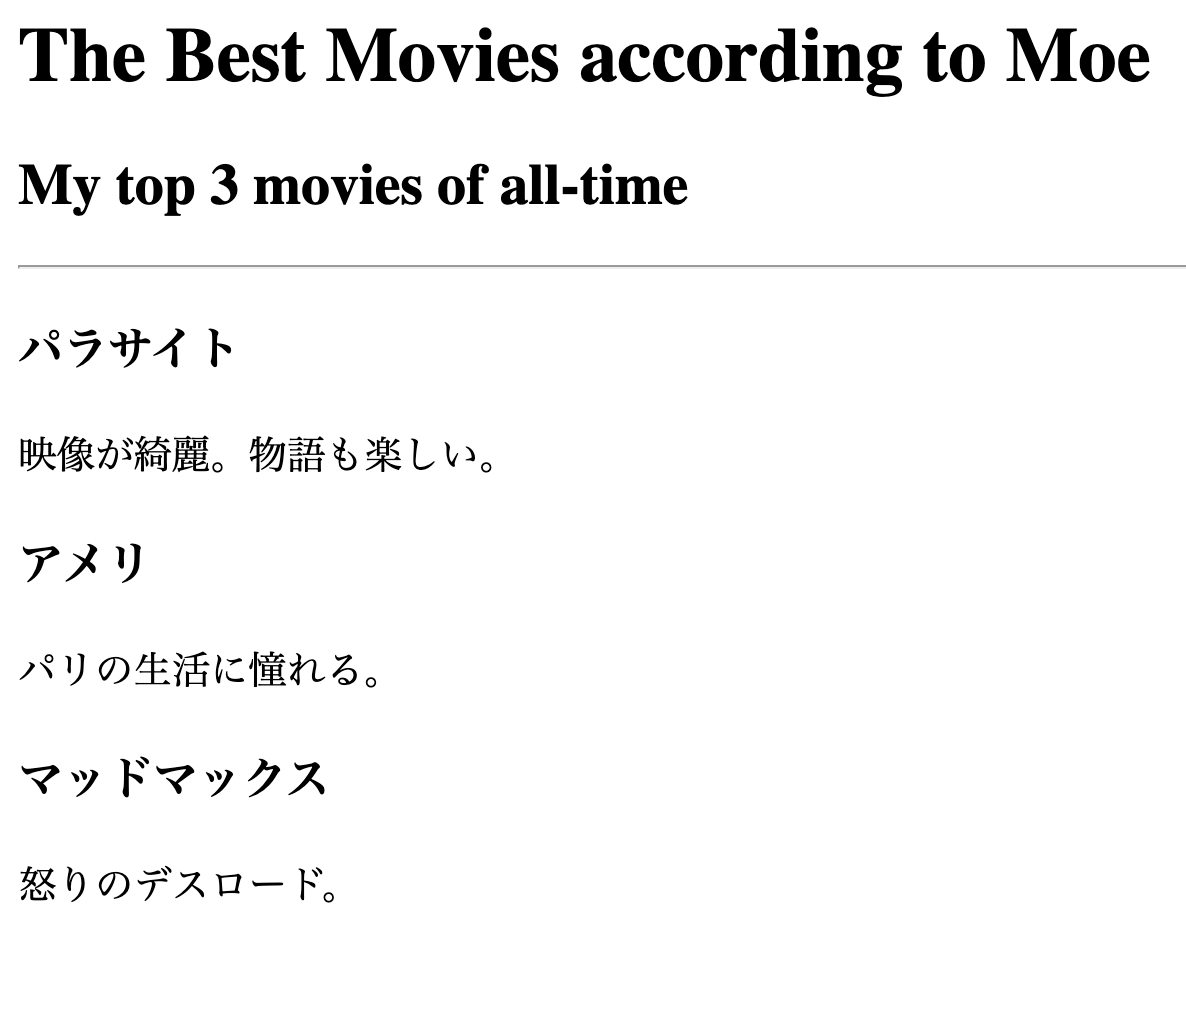 The Best Movies according to Moe
My top 3 movies of all-time
パラサイト
映像が綺麗。物語も楽しい。
アメリ
パリの生活に憧れる。
マッドマックス
怒りのデスロード。